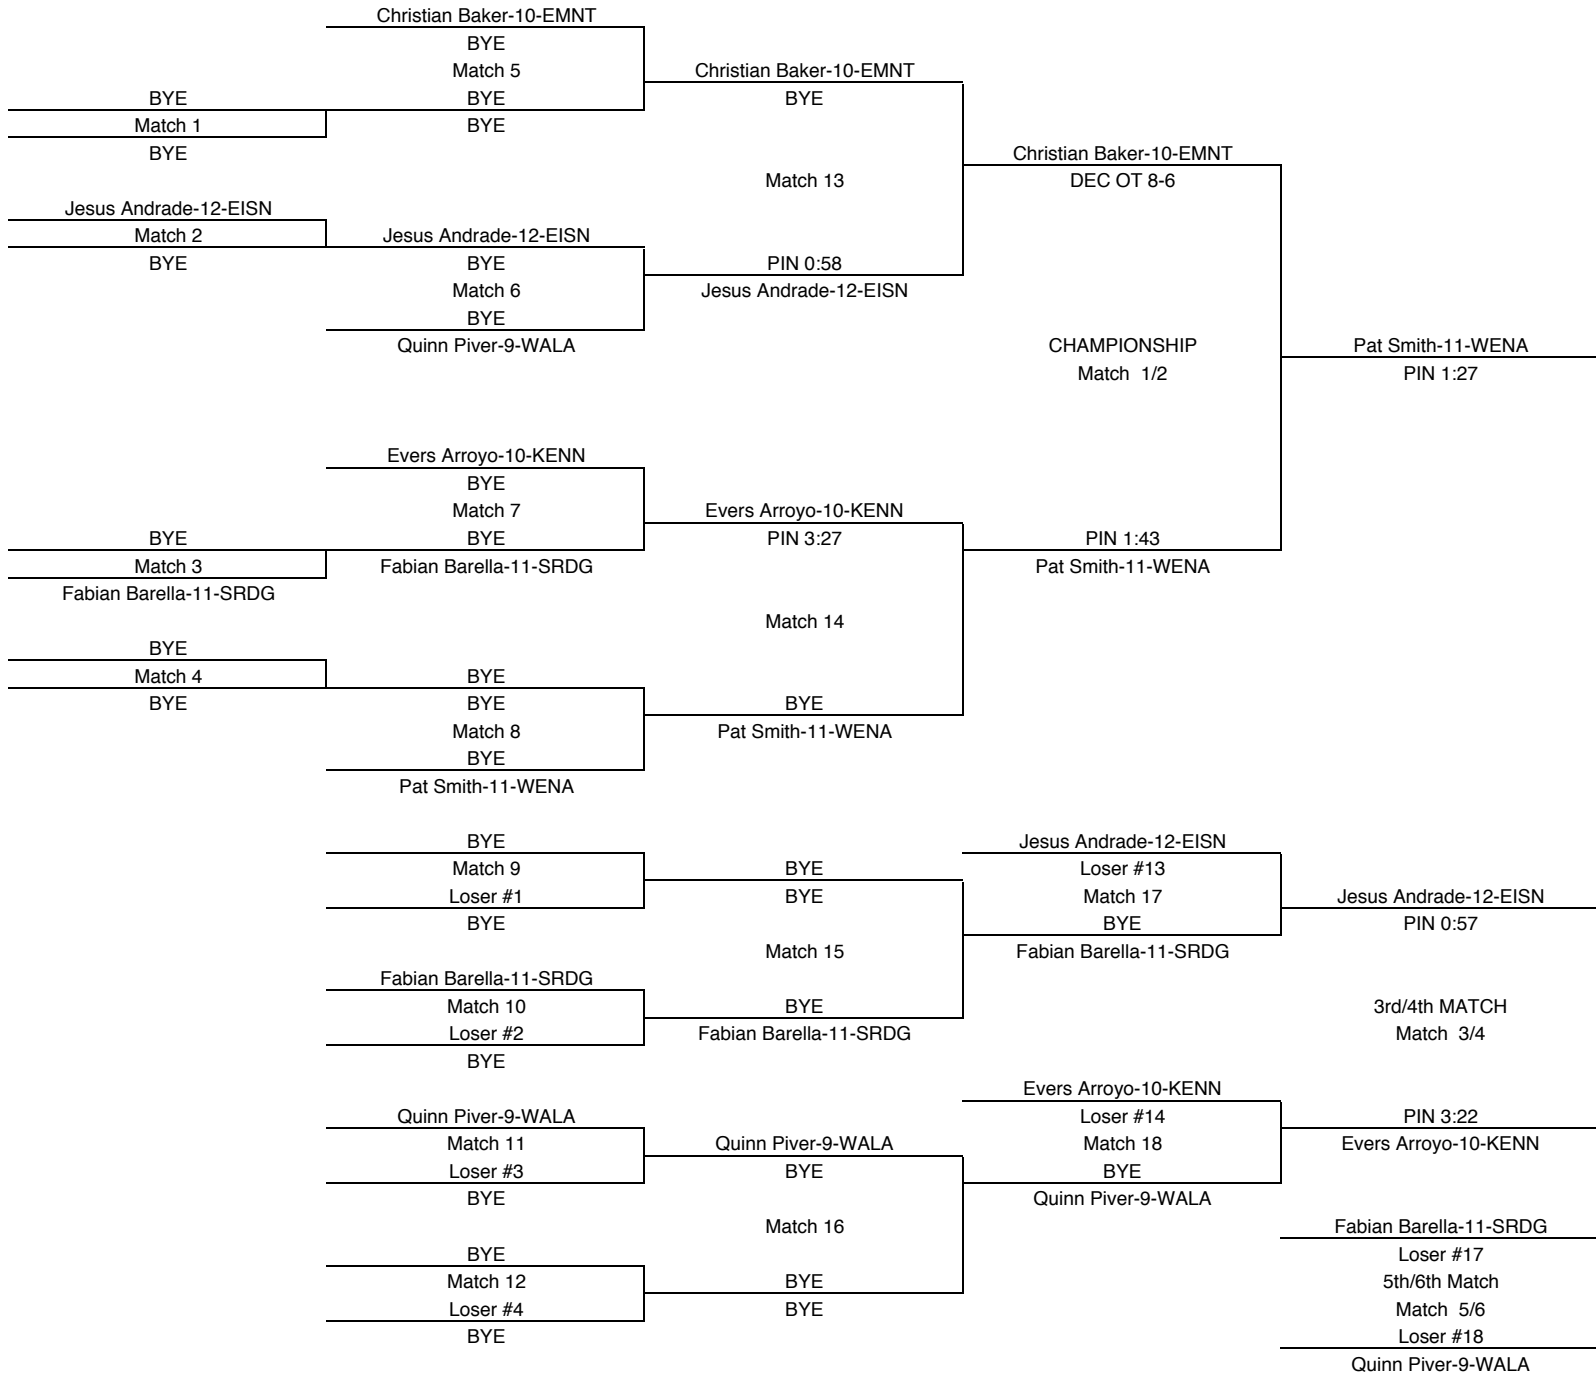 Christian Baker-10-EMNT
BYE
Match 5
Christian Baker-10-EMNT
BYE
BYE
BYE
Match 1
BYE
BYE
Christian Baker-10-EMNT
Match 13
DEC OT 8-6
Jesus Andrade-12-EISN
Match 2
Jesus Andrade-12-EISN
BYE
BYE
PIN 0:58
Match 6
Jesus Andrade-12-EISN
BYE
Quinn Piver-9-WALA
CHAMPIONSHIP
Pat Smith-11-WENA
Match 1/2
PIN 1:27
Evers Arroyo-10-KENN
BYE
Match 7
Evers Arroyo-10-KENN
BYE
BYE
PIN 3:27
PIN 1:43
Match 3
Fabian Barella-11-SRDG
Pat Smith-11-WENA
Fabian Barella-11-SRDG
Match 14
BYE
Match 4
BYE
BYE
BYE
BYE
Match 8
Pat Smith-11-WENA
BYE
Pat Smith-11-WENA
BYE
Jesus Andrade-12-EISN
Match 9
BYE
Loser #13
Loser #1
BYE
Match 17
Jesus Andrade-12-EISN
BYE
BYE
PIN 0:57
Match 15
Fabian Barella-11-SRDG
Fabian Barella-11-SRDG
Match 10
BYE
3rd/4th MATCH
Loser #2
Fabian Barella-11-SRDG
Match 3/4
BYE
Evers Arroyo-10-KENN
Quinn Piver-9-WALA
Loser #14
PIN 3:22
Match 11
Quinn Piver-9-WALA
Match 18
Evers Arroyo-10-KENN
Loser #3
BYE
BYE
BYE
Quinn Piver-9-WALA
Match 16
Fabian Barella-11-SRDG
BYE
Loser #17
Match 12
BYE
5th/6th Match
Loser #4
BYE
Match 5/6
BYE
Loser #18
Quinn Piver-9-WALA